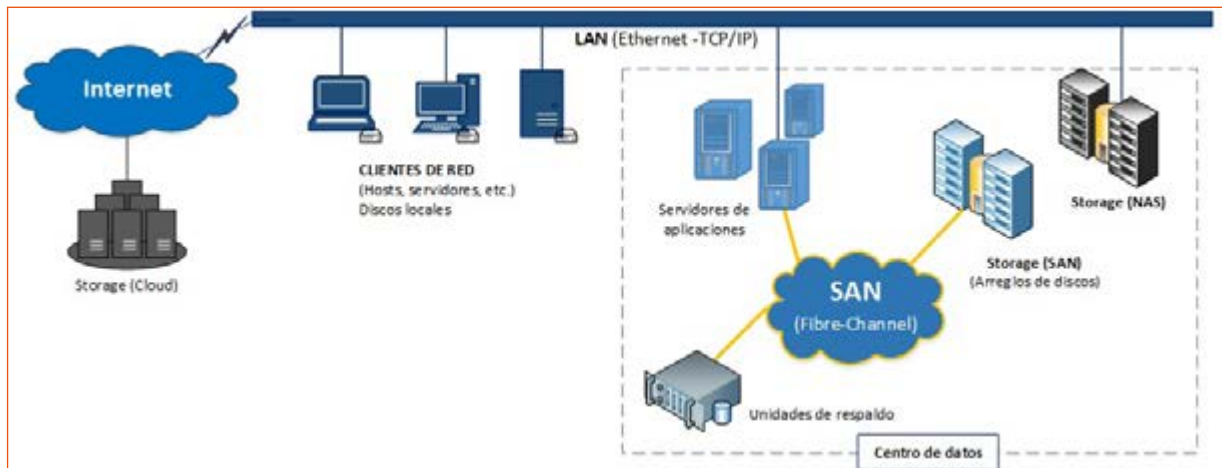 LAN (Ethernet -TCP/IP)
Internet
CLIENTES DE RED
(Hosts, servidores, etc.)
Discos locales
Storage (Cloud)
Servidores de
aplicaciones
Storage (NAS)
Storage (SAN)
(Arreglos de discos)
SAN
(Fibre-Channel)
Unidades de respaldo
Centro de datos